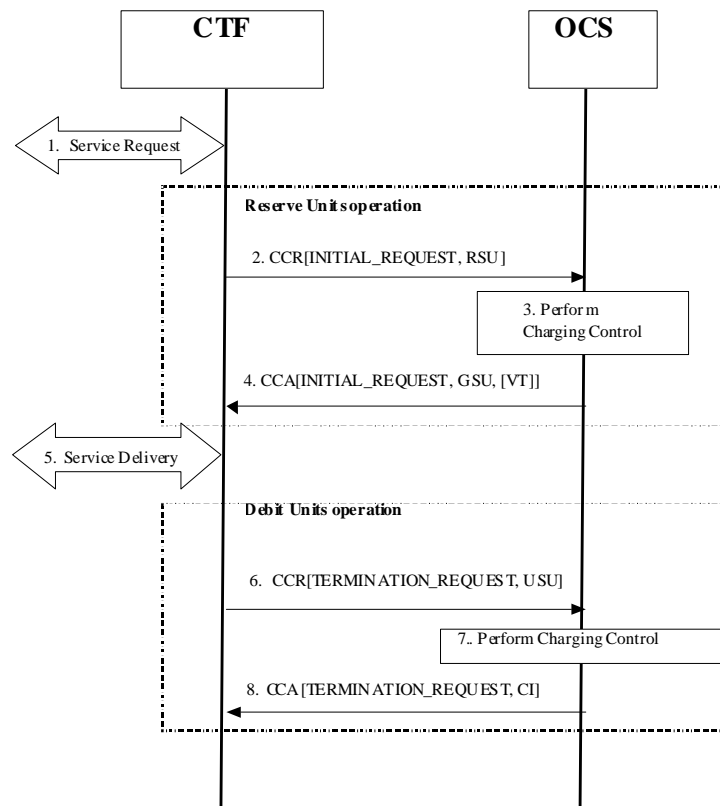 CTF
OCS
1. Service Request
Reserve Units operation
2. CCR[INITIAL_REQUEST, RSU]
3. Perform
Charging Control
4. CCA[INITIAL_REQUEST, GSU, [VT]]
5. Service Delivery
Debit Units operation
6. CCR[TERMINATION_REQUEST, USU]
7.. Perform Charging Control
8. CCA[TERMINATION_REQUEST, CI]